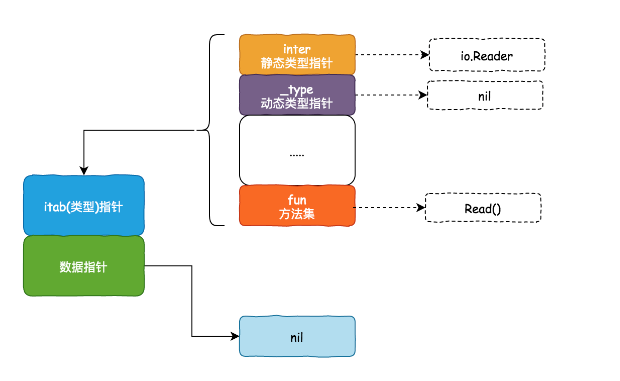 inter
静态类型指针
io.Reader
_type
动态类型指针
nil
.....
fun
方法集
Read()
itab(类型)指针
数据指针
nil